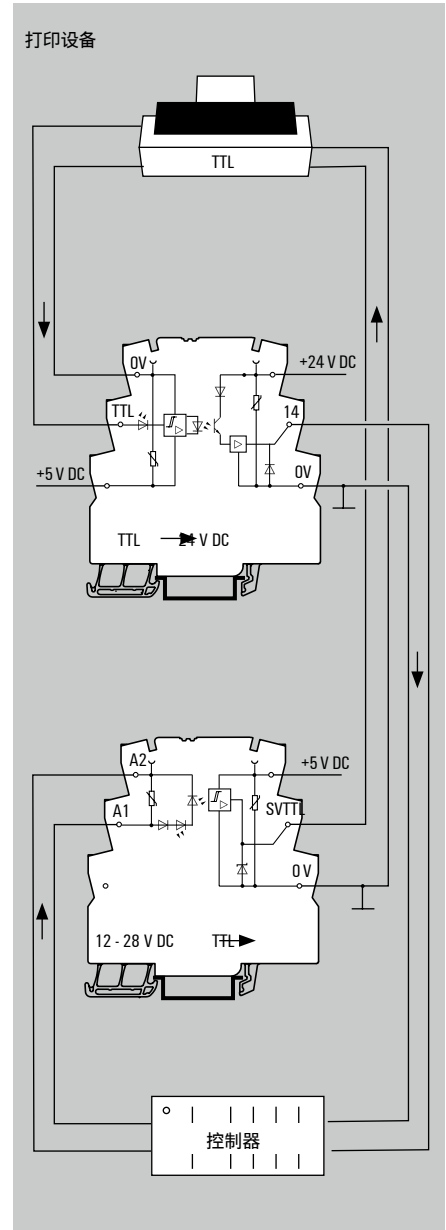 打印设备
TTL
0V
+24 V DC
TTL
14
+5 V DC
0V
TTL 24 V DC
A2
+5 V DC
A1
5VTTL
0 V
12 - 28 V DC TTL
控制器